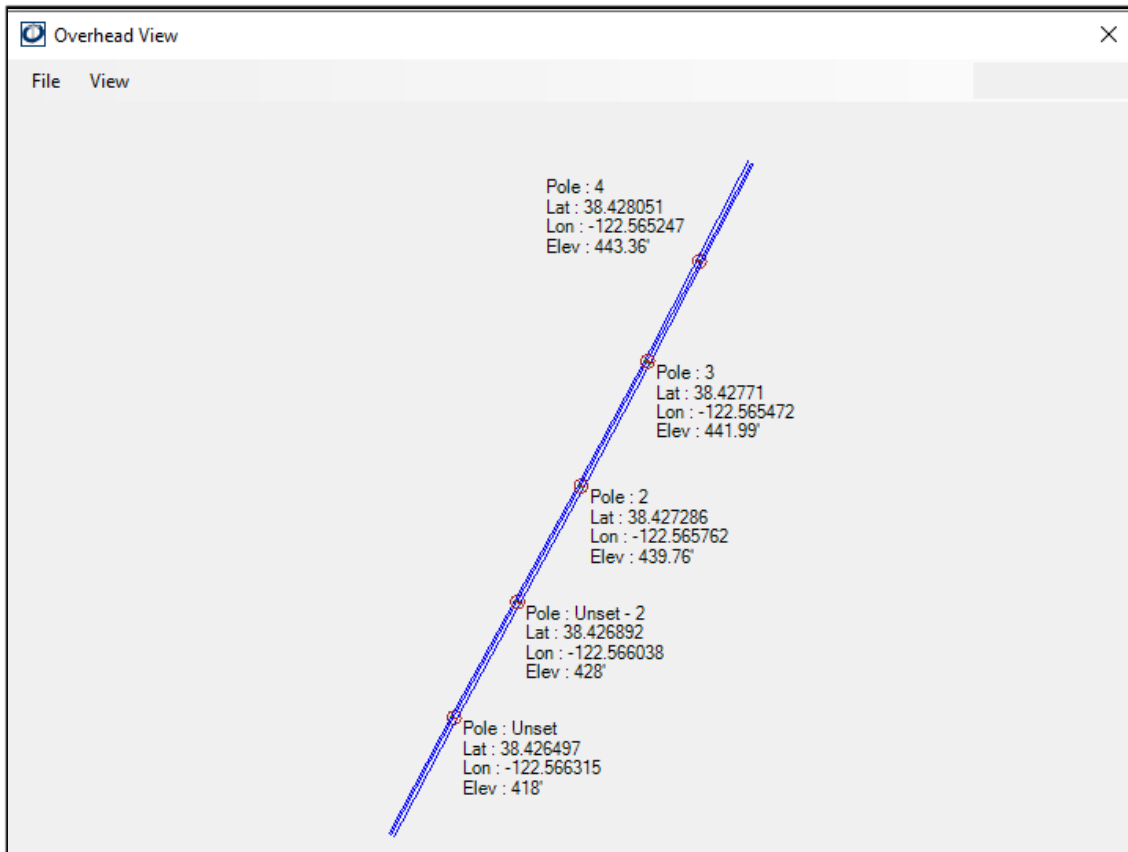 Overhead View
File View
Pole : 4
Lat : 38.428051
Lon : -122.565247
Elev : 443.36'
Pole : 3
Lat : 38.42771
Lon : -122.565472
Elev : 441.99'
Pole : 2
Lat : 38.427286
Lon : -122.565762
Elev : 439.76'
Pole : Unset - 2
Lat : 38.426892
Lon : -122.566038
Elev : 428'
Pole : Unset
Lat : 38.426497
Lon : -122.566315
Elev : 418'